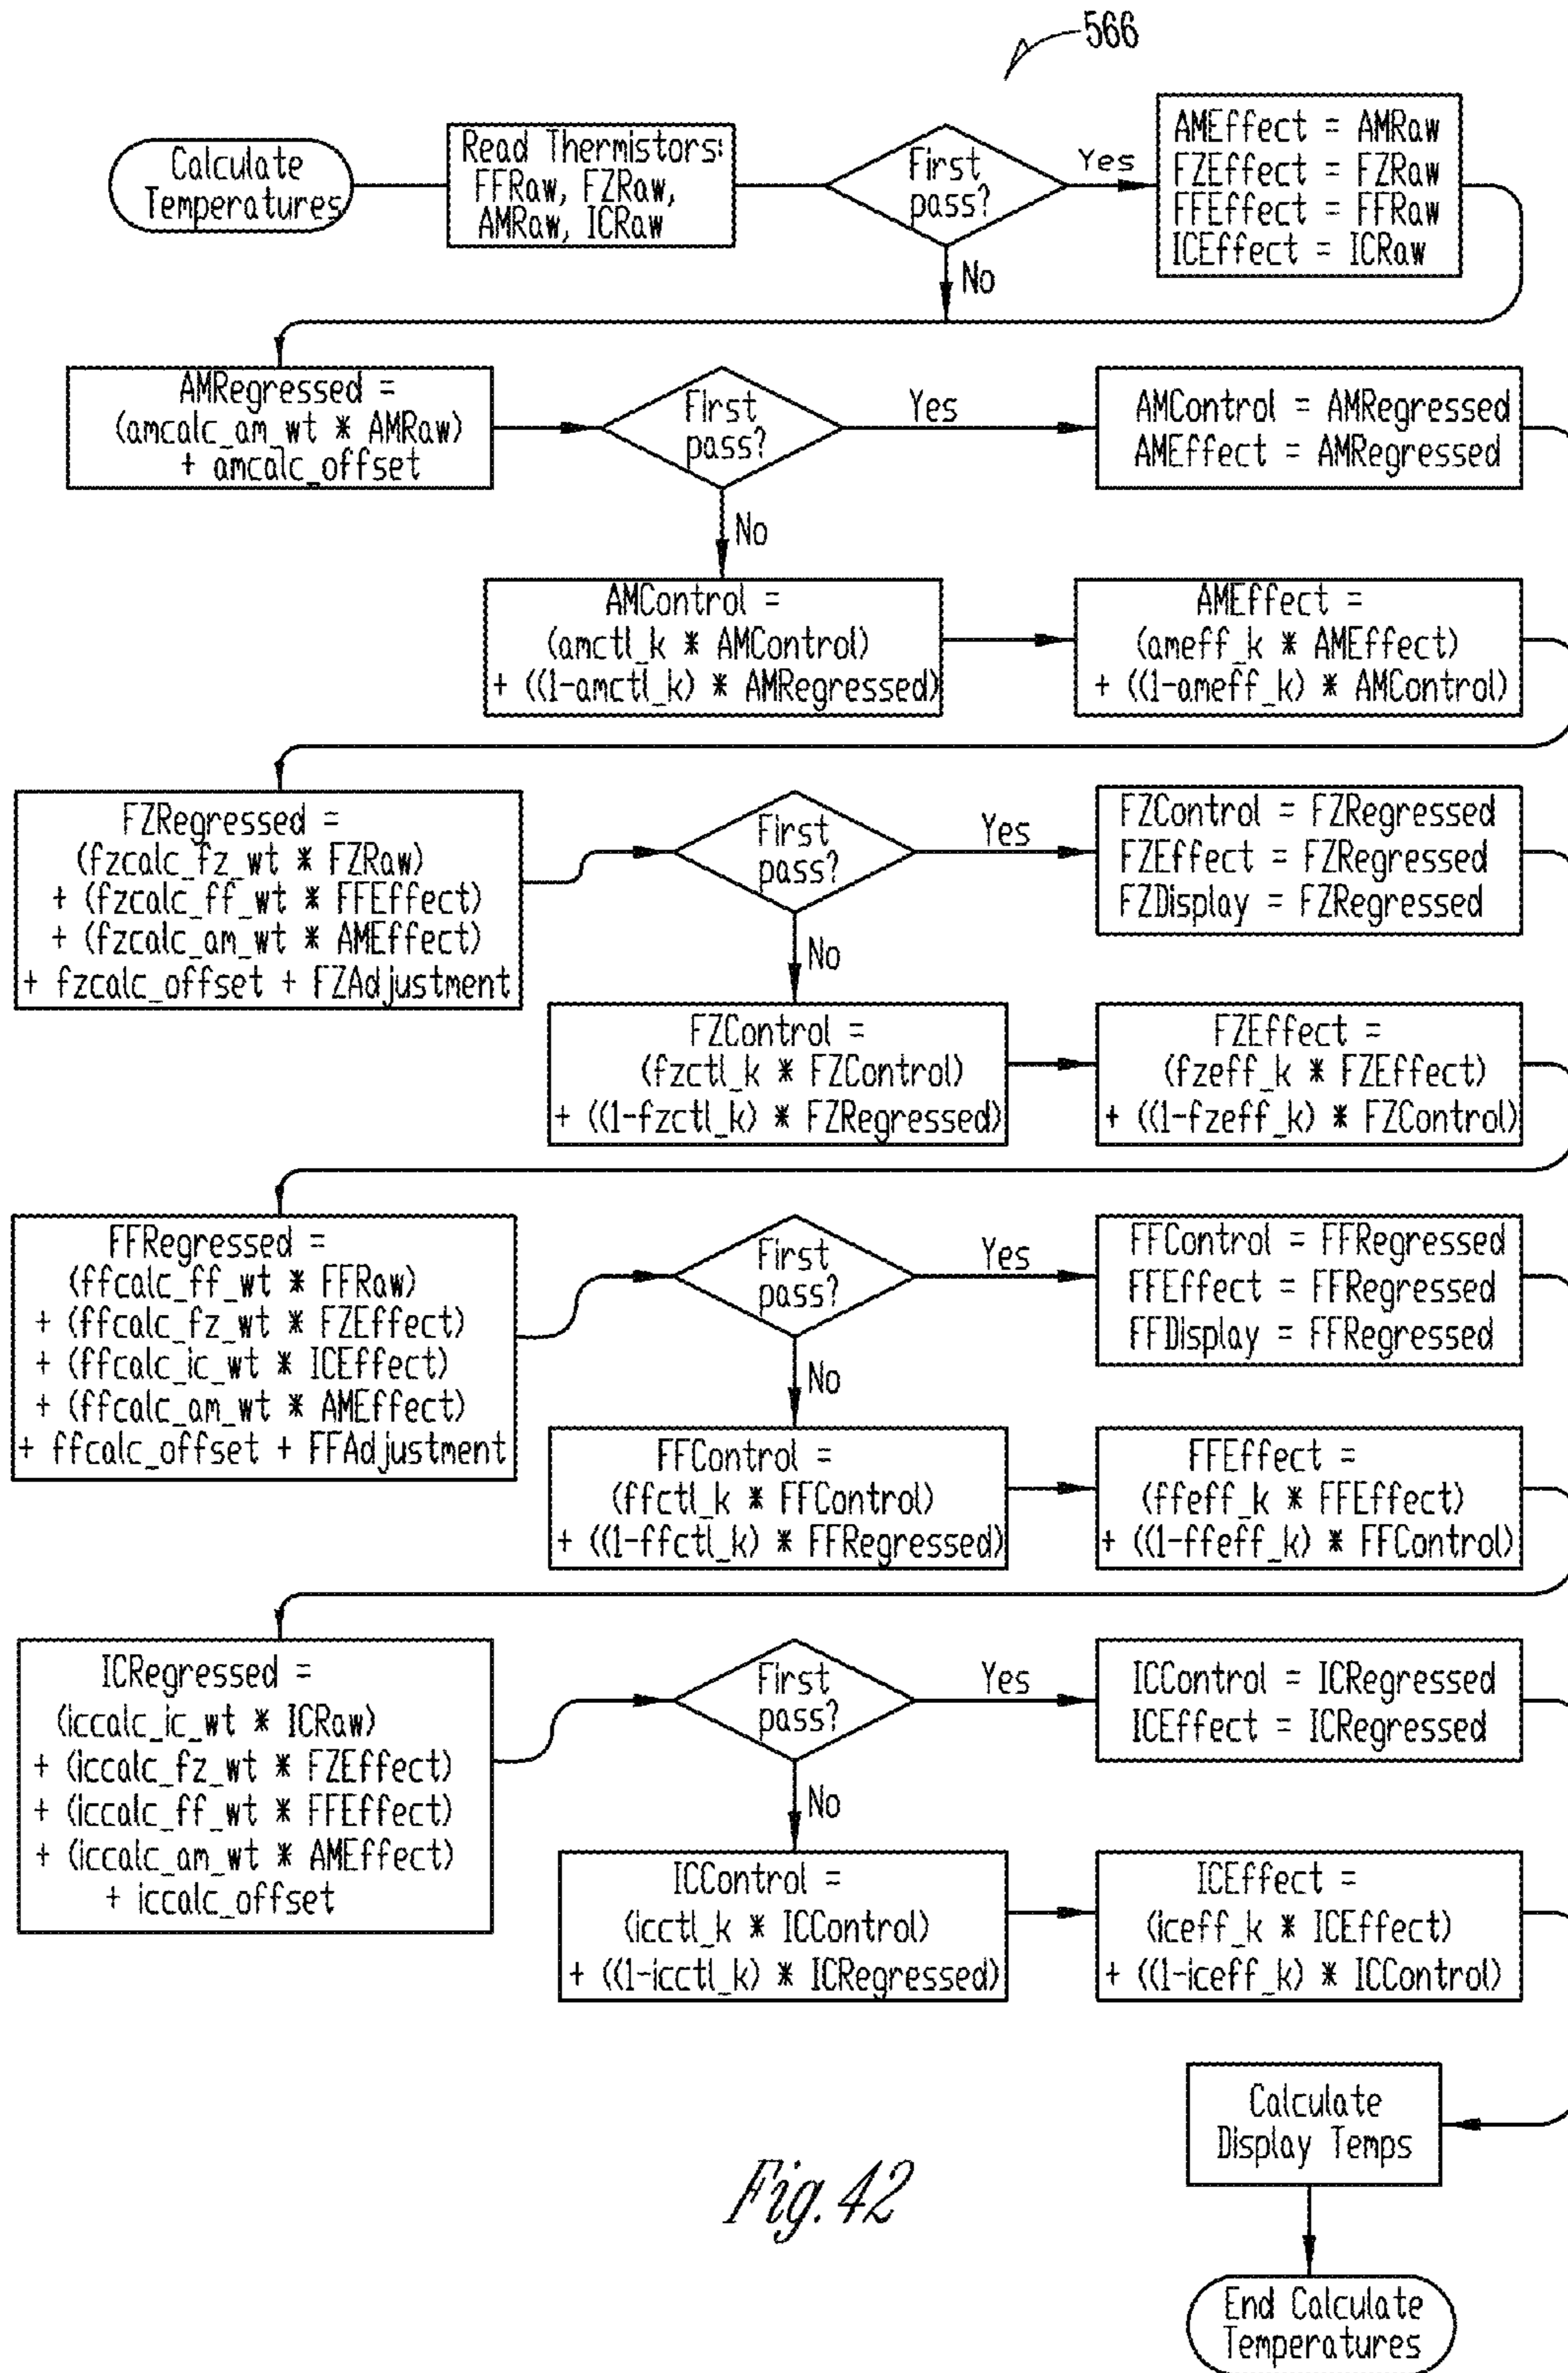 566
Calculate
Temperatures
Read Thermistors:
FFRaw, FZRaw,
AMRaw, ICRaw
First
pass?
Yes
No
AMEffect = AMRaw
FZEffect = FZRaw
FFEffect = FFRaw
ICEffect = ICRaw
AMRegressed =
(amcalc_am_wt * AMRaw)
+ amcalc_offset
First
pass?
Yes
No
AMControl = AMRegressed
AMEffect = AMRegressed
AMControl =
(amctl_k * AMControl)
+ ((1-amctl_k) * AMRegressed)
AMEffect =
(ameff_k * AMEffect)
+ ((1-ameff_k) * AMControl)
FZRegressed =
(fzcalc_fz_wt * FZRaw)
+ (fzcalc_ff_wt * FFEffect)
+ (fzcalc_am_wt * AMEffect)
+ fzcalc_offset + FZAdjustment
First
pass?
Yes
No
FZControl = FZRegressed
FZEffect = FZRegressed
FZDisplay = FZRegressed
FZControl =
(fzctl_k * FZControl)
+ ((1-fzctl_k) * FZRegressed)
FZEffect =
(fzeff_k * FZEffect)
+ ((1-fzeff_k) * FZControl)
FFRegressed =
(ffcalc_ff_wt * FFRaw)
+ (ffcalc_fz_wt * FZEffect)
+ (ffcalc_ic_wt * ICEffect)
+ (ffcalc_am_wt * AMEffect)
+ ffcalc_offset + FFAdjustment
First
pass?
Yes
No
FFControl = FFRegressed
FFEffect = FFRegressed
FFDisplay = FFRegressed
FFControl =
(ffctl_k * FFControl)
+ ((1-ffctl_k) * FFRegressed)
FFEffect =
(ffeff_k * FFEffect)
+ ((1-ffeff_k) * FFControl)
ICRegressed =
(iccalc_ic_wt * ICRaw)
+ (iccalc_fz_wt * FZEffect)
+ (iccalc_ff_wt * FFEffect)
+ (iccalc_am_wt * AMEffect)
+ iccalc_offset
First
pass?
Yes
No
ICControl = ICRegressed
ICEffect = ICRegressed
ICControl =
(icctl_k * ICControl)
+ ((1-icctl_k) * ICRegressed)
ICEffect =
(iceff_k * ICEffect)
+ ((1-iceff_k) * ICControl)
Calculate
Display Temps
End Calculate
Temperatures
Fig. 42